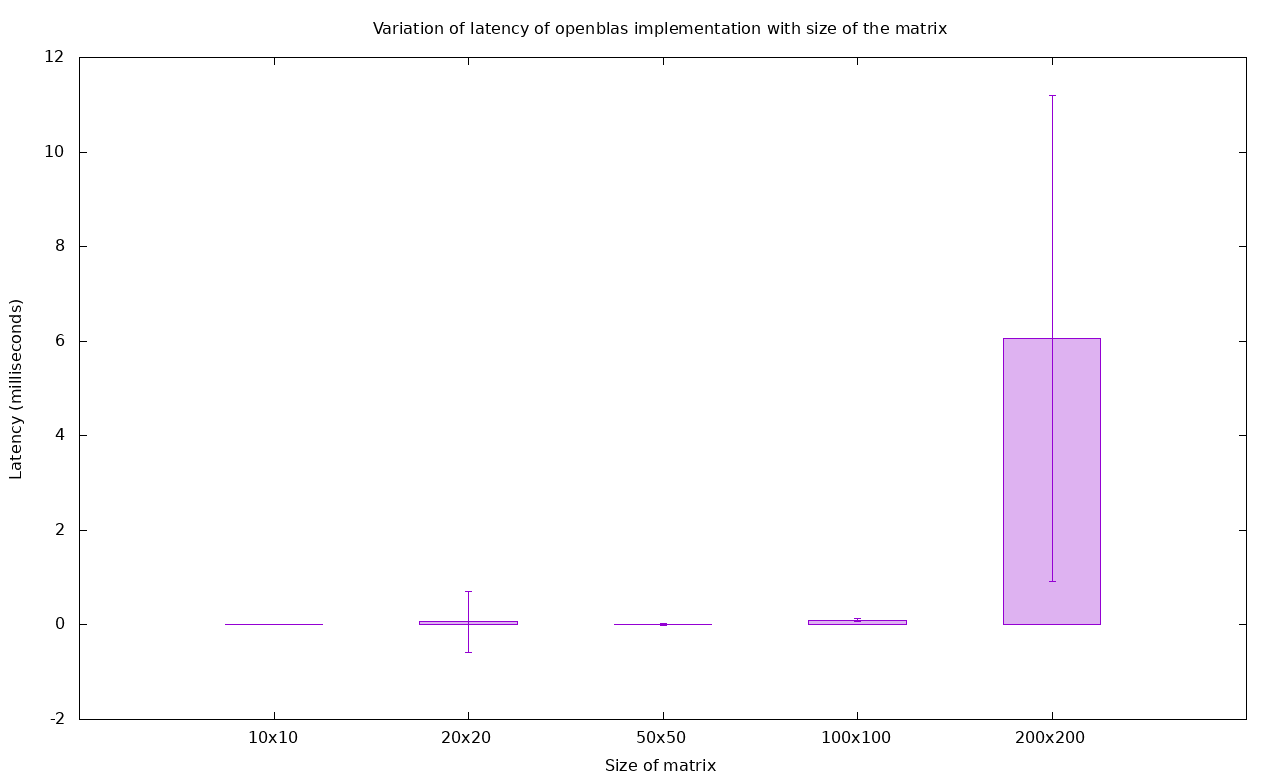 Variation of latency of openblas implementation with size of the matrix
12
10
8
6
4
2
0
-2
Latency (milliseconds)
10x10 20x20 50x50 100x100 200x200
Size of matrix